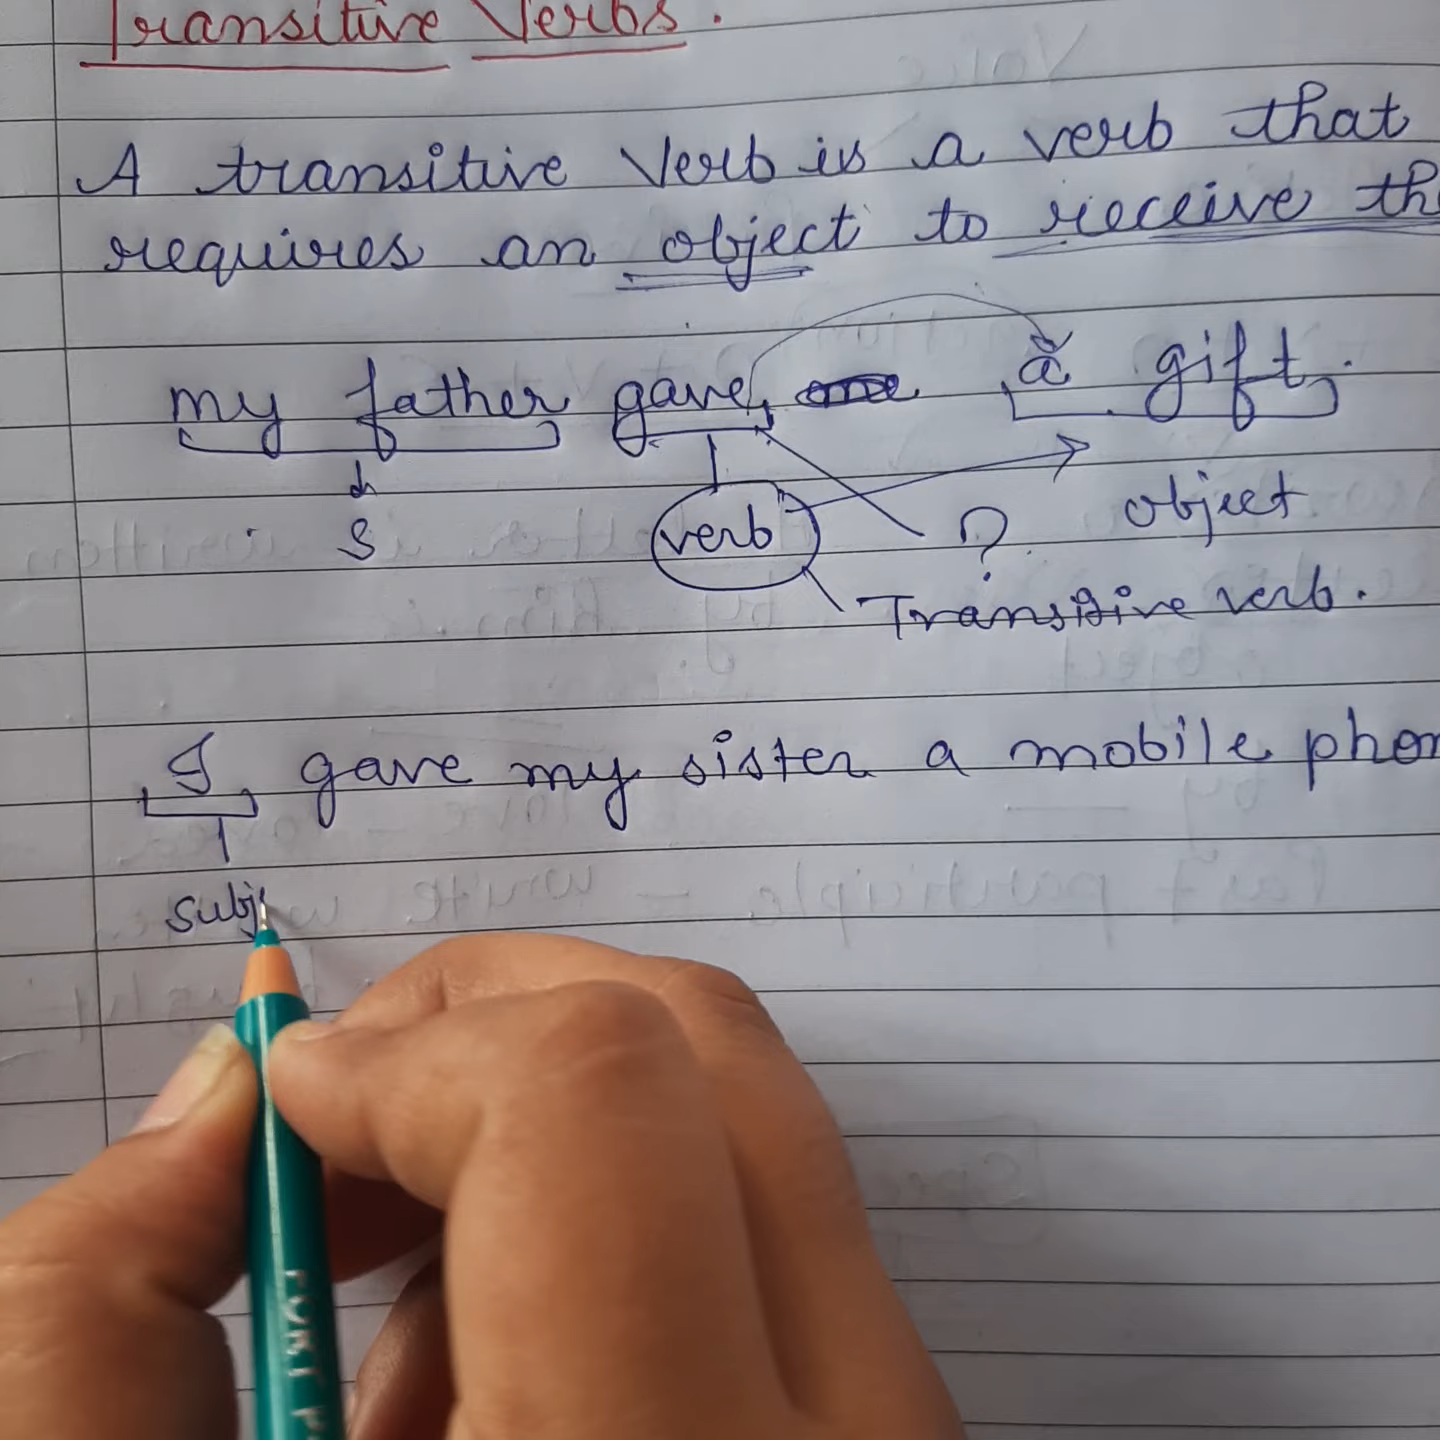 Transitive Verbs.
A transitive Verb is a verb that
requires an object to receive th
my father gave a gift.
S verb ? object
Transitive verb.
I gave my sister a mobile phon
subje